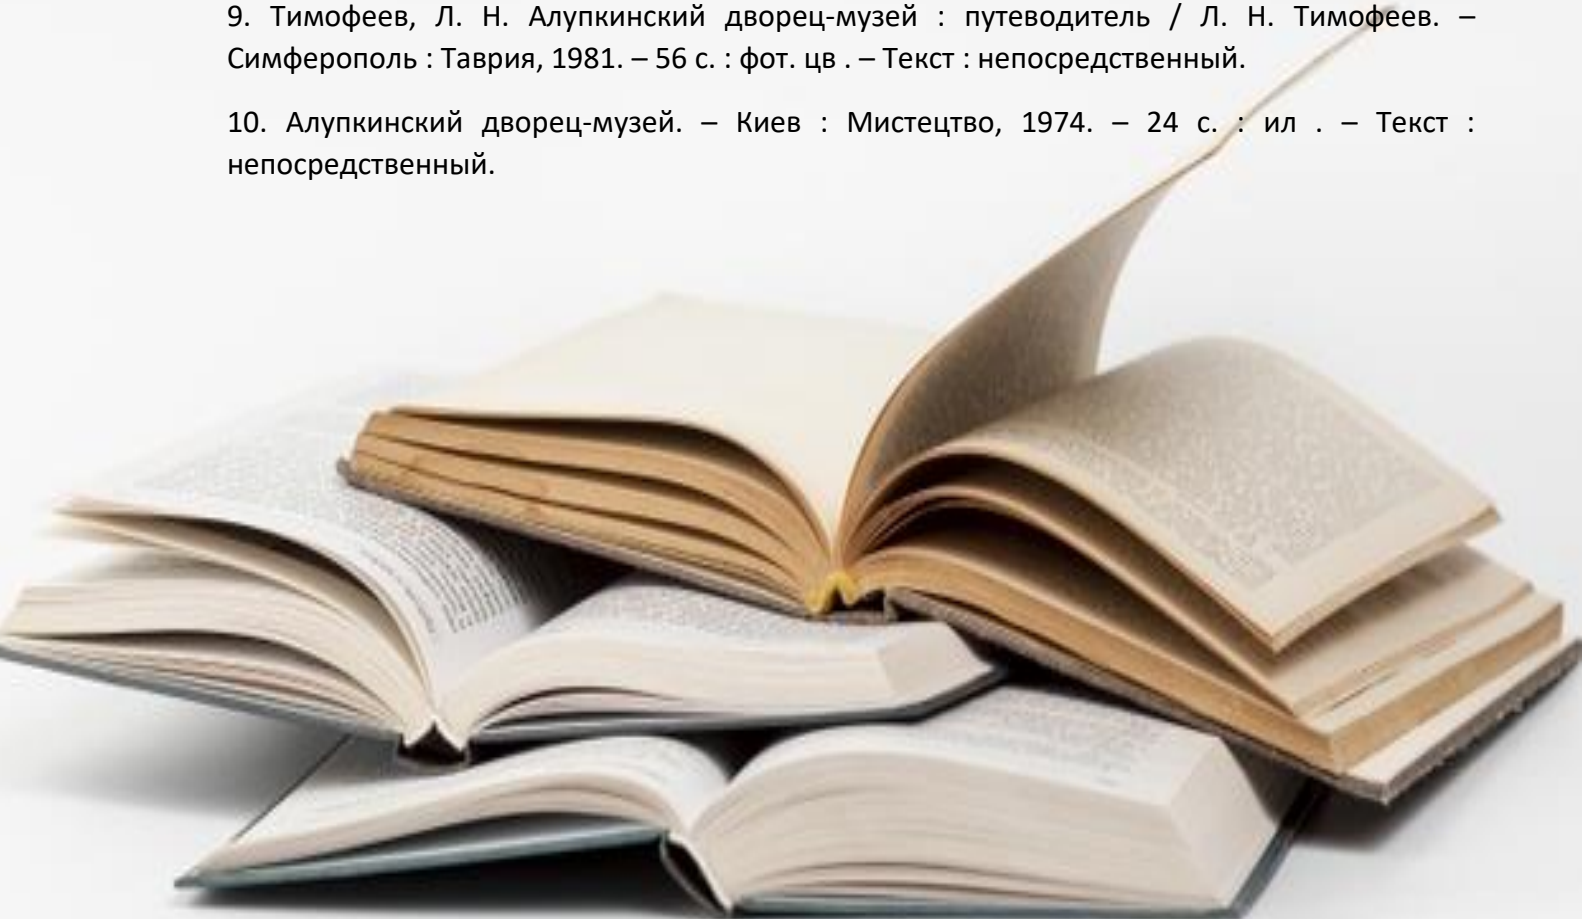 9. Тимофеев, Л. Н. Алупкинский дворец-музей : путеводитель / Л. Н. Тимофеев. –
Симферополь : Таврия, 1981. – 56 с. : фот. цв . – Текст : непосредственный.
10. Алупкинский дворец-музей. – Киев : Мистецтво, 1974. – 24 с. : ил . – Текст :
непосредственный.